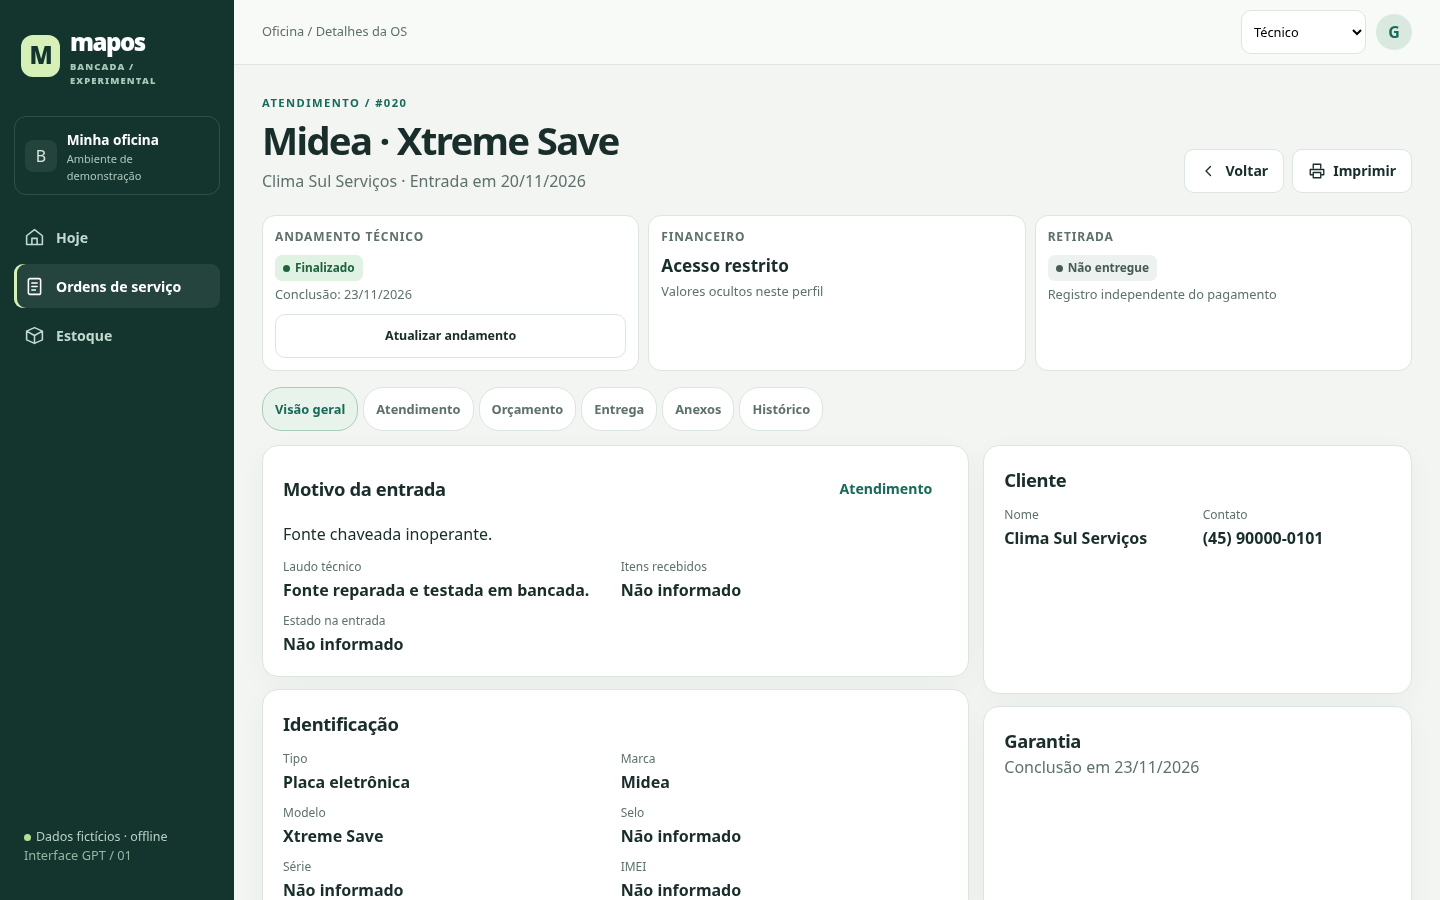 M
mapos
BANCADA /
EXPERIMENTAL
B
Minha oficina
Ambiente de
demonstração
Hoje
Ordens de serviço
Estoque
Dados fictícios · offline
Interface GPT / 01
Oficina / Detalhes da OS
Técnico
G
ATENDIMENTO / #020
Midea · Xtreme Save
Clima Sul Serviços · Entrada em 20/11/2026
Voltar
Imprimir
ANDAMENTO TÉCNICO
Finalizado
Conclusão: 23/11/2026
Atualizar andamento
FINANCEIRO
Acesso restrito
Valores ocultos neste perfil
RETIRADA
Não entregue
Registro independente do pagamento
Visão geral
Atendimento
Orçamento
Entrega
Anexos
Histórico
Motivo da entrada
Atendimento
Fonte chaveada inoperante.
Laudo técnico
Fonte reparada e testada em bancada.
Itens recebidos
Não informado
Estado na entrada
Não informado
Cliente
Nome
Clima Sul Serviços
Contato
(45) 90000-0101
Identificação
Tipo
Placa eletrônica
Marca
Midea
Modelo
Xtreme Save
Selo
Não informado
Série
Não informado
IMEI
Não informado
Garantia
Conclusão em 23/11/2026